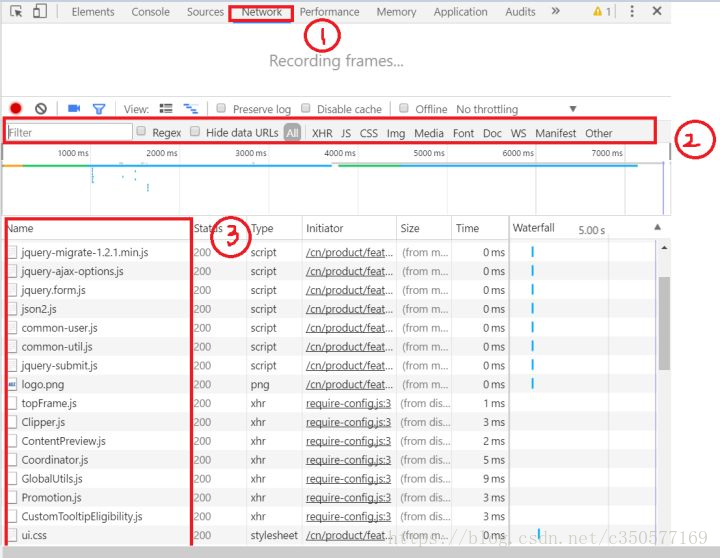 Elements Console Sources Network Performance Memory Application Audits » 1
1
Recording frames...
View: Preserve log Disable cache Offline No throttling
Filter Regex Hide data URLs All XHR JS CSS Img Media Font Doc WS Manifest Other
2
1000 ms 2000 ms 3000 ms 4000 ms 5000 ms 6000 ms 7000 ms
Name Status 3 Type Initiator Size Time Waterfall 5.00 s
jquery-migrate-1.2.1.min.js 200 script /cn/product/feat... (from m... 0 ms
jquery-ajax-options.js 200 script /cn/product/feat... (from m... 0 ms
jquery.form.js 200 script /cn/product/feat... (from m... 0 ms
json2.js 200 script /cn/product/feat... (from m... 0 ms
common-user.js 200 script /cn/product/feat... (from m... 0 ms
common-util.js 200 script /cn/product/feat... (from m... 0 ms
jquery-submit.js 200 script /cn/product/feat... (from m... 0 ms
logo.png 200 png /cn/product/feat... (from m... 0 ms
topFrame.js 200 xhr require-config.js:3 (from dis... 1 ms
Clipper.js 200 xhr require-config.js:3 (from dis... 3 ms
ContentPreview.js 200 xhr require-config.js:3 (from dis... 2 ms
Coordinator.js 200 xhr require-config.js:3 (from dis... 5 ms
GlobalUtils.js 200 xhr require-config.js:3 (from dis... 9 ms
Promotion.js 200 xhr require-config.js:3 (from dis... 3 ms
CustomTooltipEligibility.js 200 xhr require-config.js:3 (from dis... 3 ms
ui.css 200 stylesheet /cn/product/feat... (from m... 0 ms
https://blog.csdn.net/c350577169